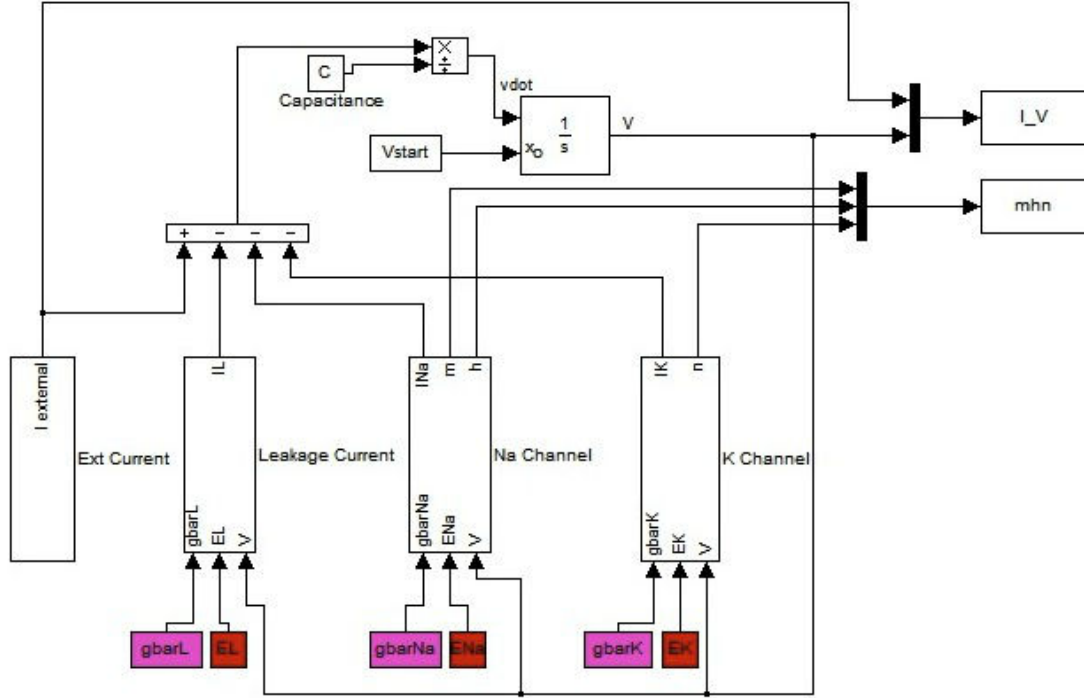 C
×
÷
Capacitance
vdot
Vstart
xo
1
s
V
I_V
mhn
+ − − −
I external
Ext Current
IL
gbarL
EL
V
Leakage Current
INa
m
h
gbarNa
ENa
V
Na Channel
IK
n
gbarK
EK
V
K Channel
gbarL
EL
gbarNa
ENa
gbarK
EK